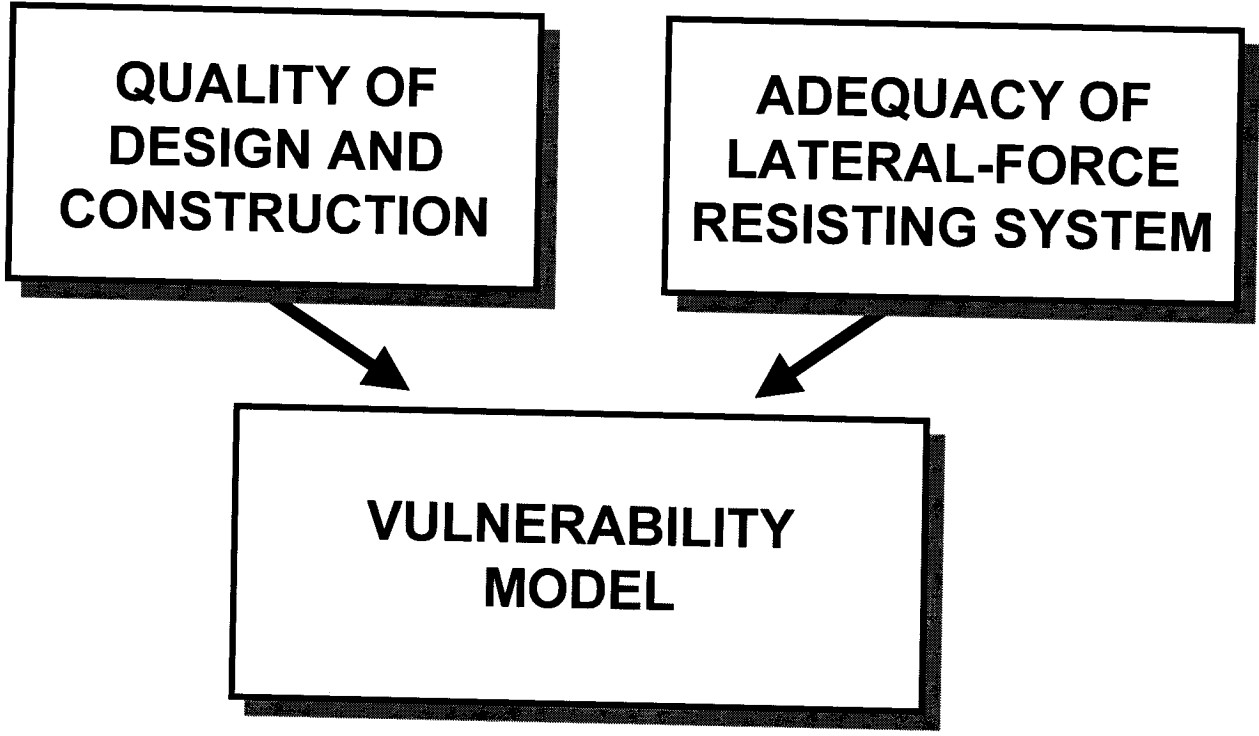 QUALITY OF
DESIGN AND
CONSTRUCTION
ADEQUACY OF
LATERAL-FORCE
RESISTING SYSTEM
VULNERABILITY
MODEL